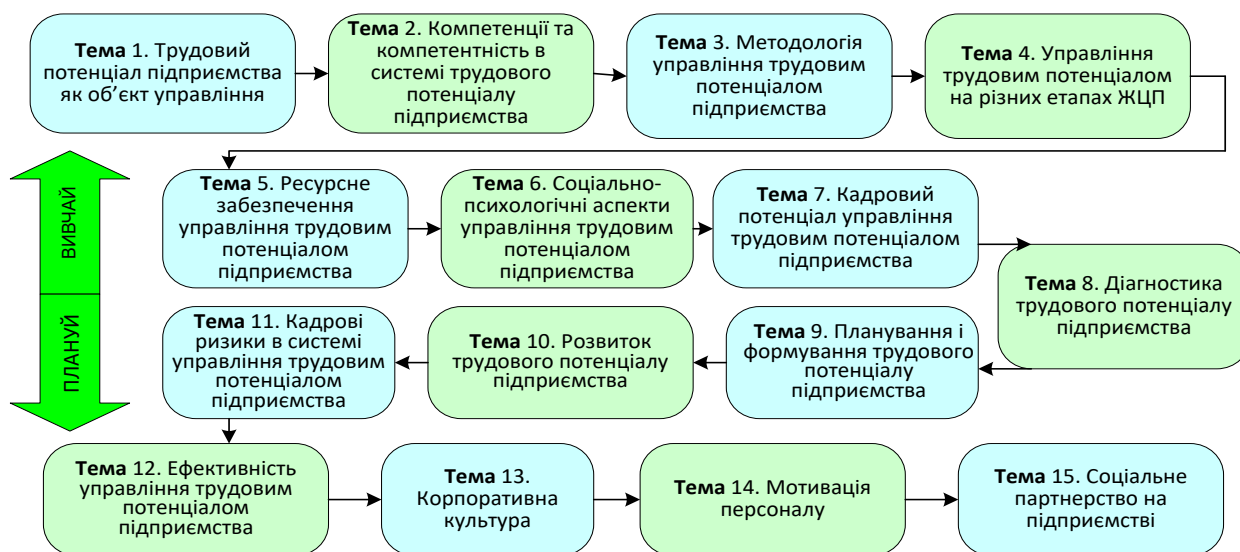 Тема 1. Трудовий
потенціал підприємства
як об’єкт управління
Тема 2. Компетенції та
компетентність в
системі трудового
потенціалу
підприємства
Тема 3. Методологія
управління трудовим
потенціалом
підприємства
Тема 4. Управління
трудовим потенціалом
на різних етапах ЖЦП
ВИВЧАЙ
Тема 5. Ресурсне
забезпечення
управління трудовим
потенціалом
підприємства
Тема 6. Соціально-
психологічні аспекти
управління трудовим
потенціалом
підприємства
Тема 7. Кадровий
потенціал управління
трудовим потенціалом
підприємства
Тема 8. Діагностика
трудового потенціалу
підприємства
ПЛАНУЙ
Тема 11. Кадрові
ризики в системі
управління трудовим
потенціалом
підприємства
Тема 10. Розвиток
трудового потенціалу
підприємства
Тема 9. Планування і
формування трудового
потенціалу
підприємства
Тема 12. Ефективність
управління трудовим
потенціалом
підприємства
Тема 13.
Корпоративна
культура
Тема 14. Мотивація
персоналу
Тема 15. Соціальне
партнерство на
підприємстві